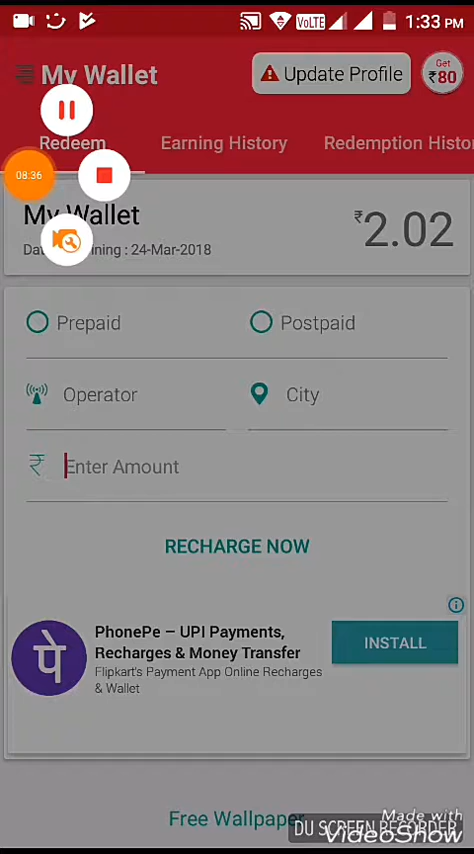 VoLTE 1:33 PM
My Wallet
Update Profile
Get
₹80
Redeem
Earning History
Redemption Histor
08:36
My Wallet
₹2.02
ning : 24-Mar-2018
Prepaid
Postpaid
Operator
City
₹ Enter Amount
RECHARGE NOW
PhonePe – UPI Payments,
Recharges & Money Transfer
Flipkart's Payment App Online Recharges
& Wallet
INSTALL
पे
Free Wallpaper
Made with
DU SCREEN RECORDER
VideoShow